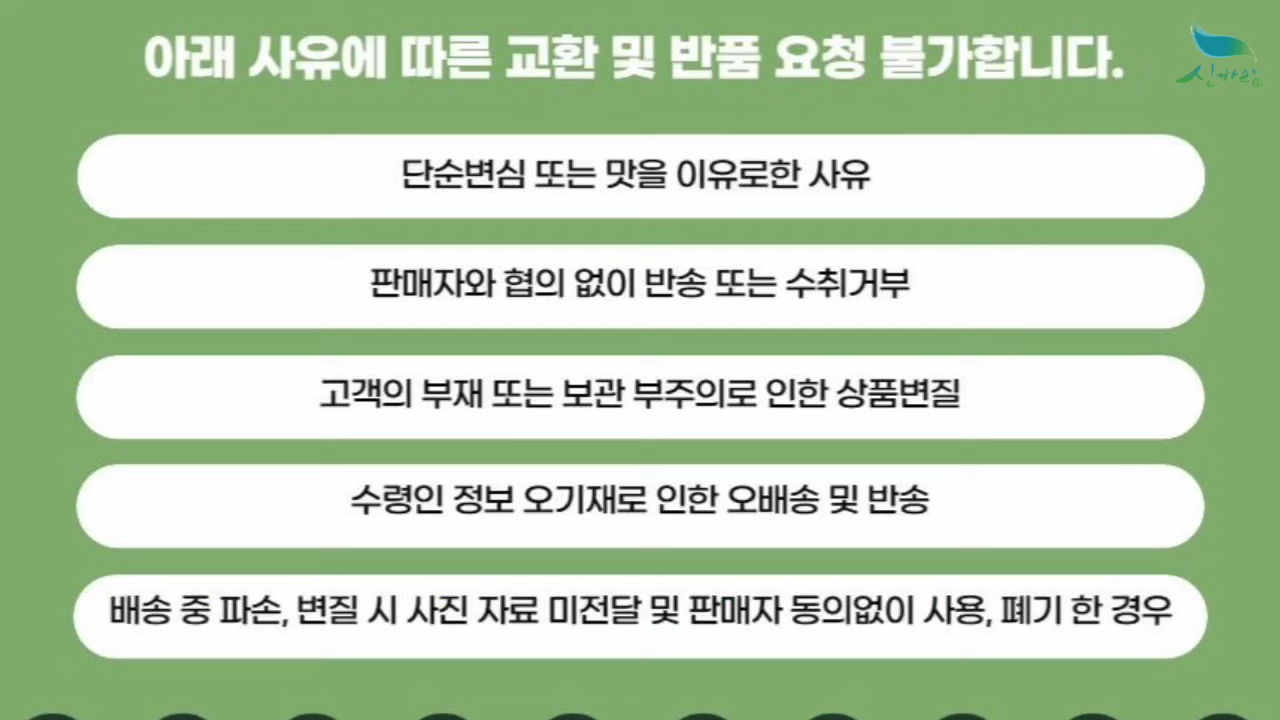 아래 사유에 따른 교환 및 반품 요청 불가합니다.
신바람
단순변심 또는 맛을 이유로한 사유
판매자와 협의 없이 반송 또는 수취거부
고객의 부재 또는 보관 부주의로 인한 상품변질
수령인 정보 오기재로 인한 오배송 및 반송
배송 중 파손, 변질 시 사진 자료 미전달 및 판매자 동의없이 사용, 폐기 한 경우